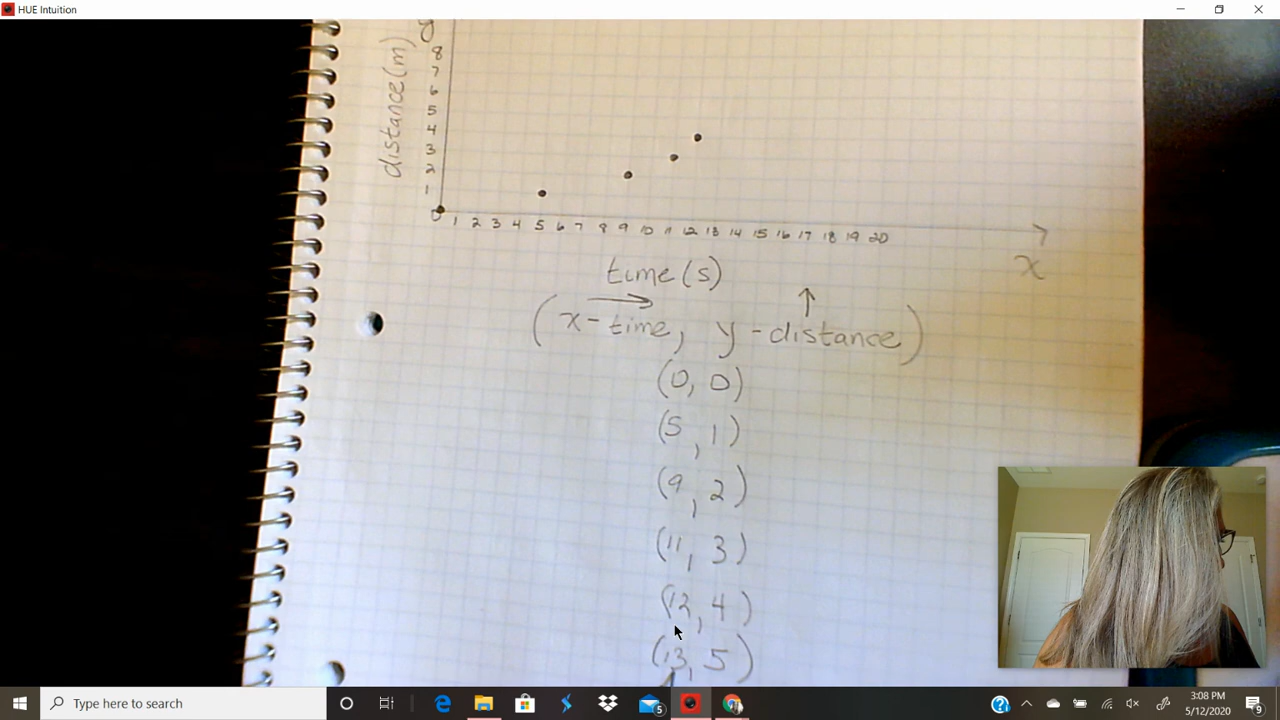 HUE Intuition
y
distance (m)
8
7
6
5
4
3
2
1
0 1 2 3 4 5 6 7 8 9 10 11 12 13 14 15 16 17 18 19 20
x
time (s)
(x-time, y-distance)
(0, 0)
(5, 1)
(9, 2)
(11, 3)
(12, 4)
(13, 5)
Type here to search
5
3:08 PM
5/12/2020
9